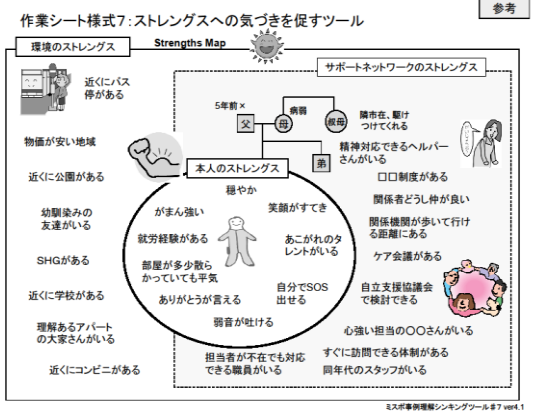 参考
作業シート様式7：ストレングスへの気づきを促すツール
環境のストレングス
Strengths Map
サポートネットワークのストレングス
近くにバス
停がある
物価が安い地域
近くに公園がある
幼馴染みの
友達がいる
SHGがある
近くに学校がある
理解あるアパート
の大家さんがいる
近くにコンビニがある
5年前×
病弱
父
母
叔母
弟
隣市在、駆け
つけてくれる
精神対応できるヘルパー
さんがいる
□□制度がある
関係者どうし仲が良い
関係機関が歩いて行け
る距離にある
ケア会議がある
自立支援協議会
で検討できる
心強い担当の〇〇さんがいる
すぐに訪問できる体制がある
同年代のスタッフがいる
担当者が不在でも対応
できる職員がいる
本人のストレングス
穏やか
がまん強い
笑顔がすてき
就労経験がある
あこがれのタ
レントがいる
部屋が多少散ら
かっていても平気
ありがとうが言える
自分でSOS
出せる
弱音が吐ける
ミスポ事例理解シンキングツール＃7 ver4.1